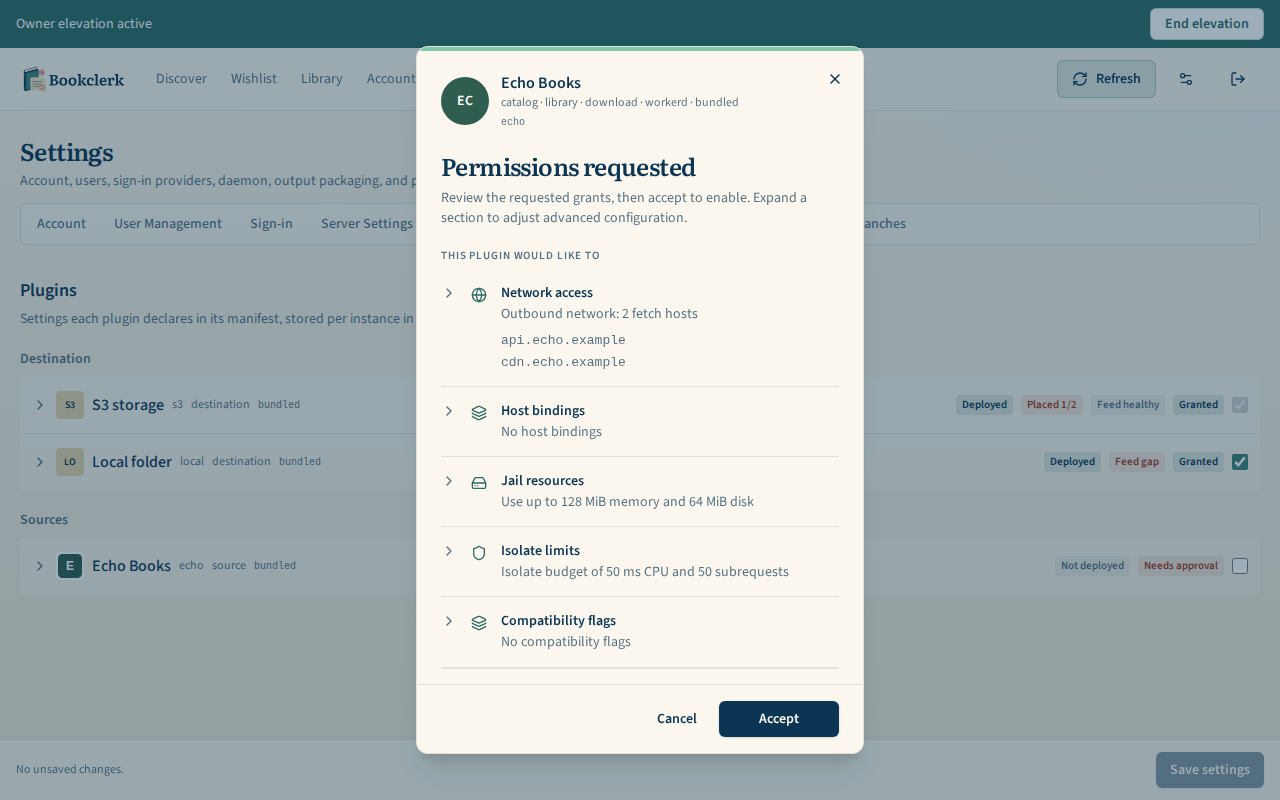 Owner elevation active
End elevation
Bookclerk
Discover
Wishlist
Library
Account
Refresh
Settings
Account, users, sign-in providers, daemon, output packaging, and p
Account
User Management
Sign-in
Server Settings
anches
Plugins
Settings each plugin declares in its manifest, stored per instance in
Destination
S3
S3 storage
s3
destination
bundled
Deployed
Placed 1/2
Feed healthy
Granted
LO
Local folder
local
destination
bundled
Deployed
Feed gap
Granted
Sources
E
Echo Books
echo
source
bundled
Not deployed
Needs approval
No unsaved changes.
Save settings
EC
Echo Books
catalog · library · download · workerd · bundled
echo
Permissions requested
Review the requested grants, then accept to enable. Expand a
section to adjust advanced configuration.
THIS PLUGIN WOULD LIKE TO
Network access
Outbound network: 2 fetch hosts
api.echo.example
cdn.echo.example
Host bindings
No host bindings
Jail resources
Use up to 128 MiB memory and 64 MiB disk
Isolate limits
Isolate budget of 50 ms CPU and 50 subrequests
Compatibility flags
No compatibility flags
Cancel
Accept